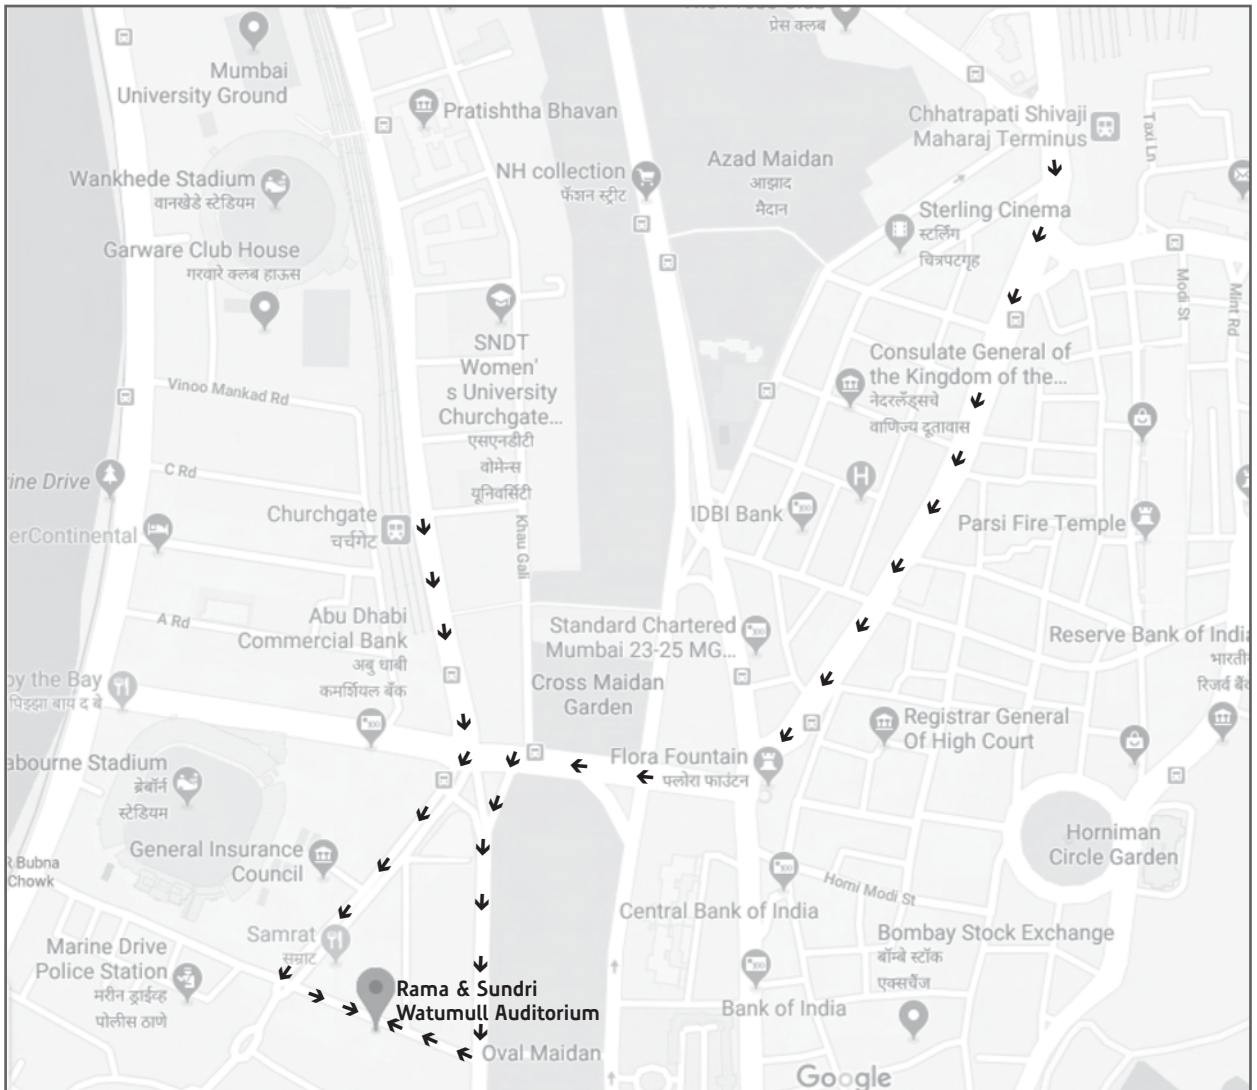 प्रेस क्लब
Mumbai
University Ground
Pratishtha Bhavan
Chhatrapati Shivaji
Maharaj Terminus
Taxi Ln
Azad Maidan
आझाद
मैदान
NH collection
फॅशन स्ट्रीट
Wankhede Stadium
वानखेडे स्टेडियम
Sterling Cinema
स्टर्लिंग
चित्रपटगृह
Garware Club House
गरवारे क्लब हाऊस
Modi St
Mint Rd
SNDT
Women'
s University
Churchgate...
एसएनडीटी
वोमेन्स
यूनिवर्सिटी
Consulate General of
the Kingdom of the...
नेदरलँड्सचे
वाणिज्य दूतावास
Vinoo Mankad Rd
C Rd
rine Drive
erContinental
Churchgate
चर्चगेट
Khau Gali
IDBI Bank
H
Parsi Fire Temple
A Rd
Abu Dhabi
Commercial Bank
अबु धाबी
कमर्शियल बँक
Standard Chartered
Mumbai 23-25 MG...
Reserve Bank of India
भारतीय
रिजर्व बँक
by the Bay
पिझ्झा बाय द बे
Cross Maidan
Garden
Registrar General
Of High Court
Flora Fountain
फ्लोरा फाउंटन
abourne Stadium
ब्रेबॉर्न
स्टेडियम
Horniman
Circle Garden
General Insurance
Council
R Bubna
Chowk
Homi Modi St
Central Bank of India
Samrat
सम्राट
Bombay Stock Exchange
बॉम्बे स्टॉक
एक्सचेंज
Marine Drive
Police Station
मरीन ड्राईव्ह
पोलीस ठाणे
Rama & Sundri
Watumull Auditorium
Bank of India
Oval Maidan
Google